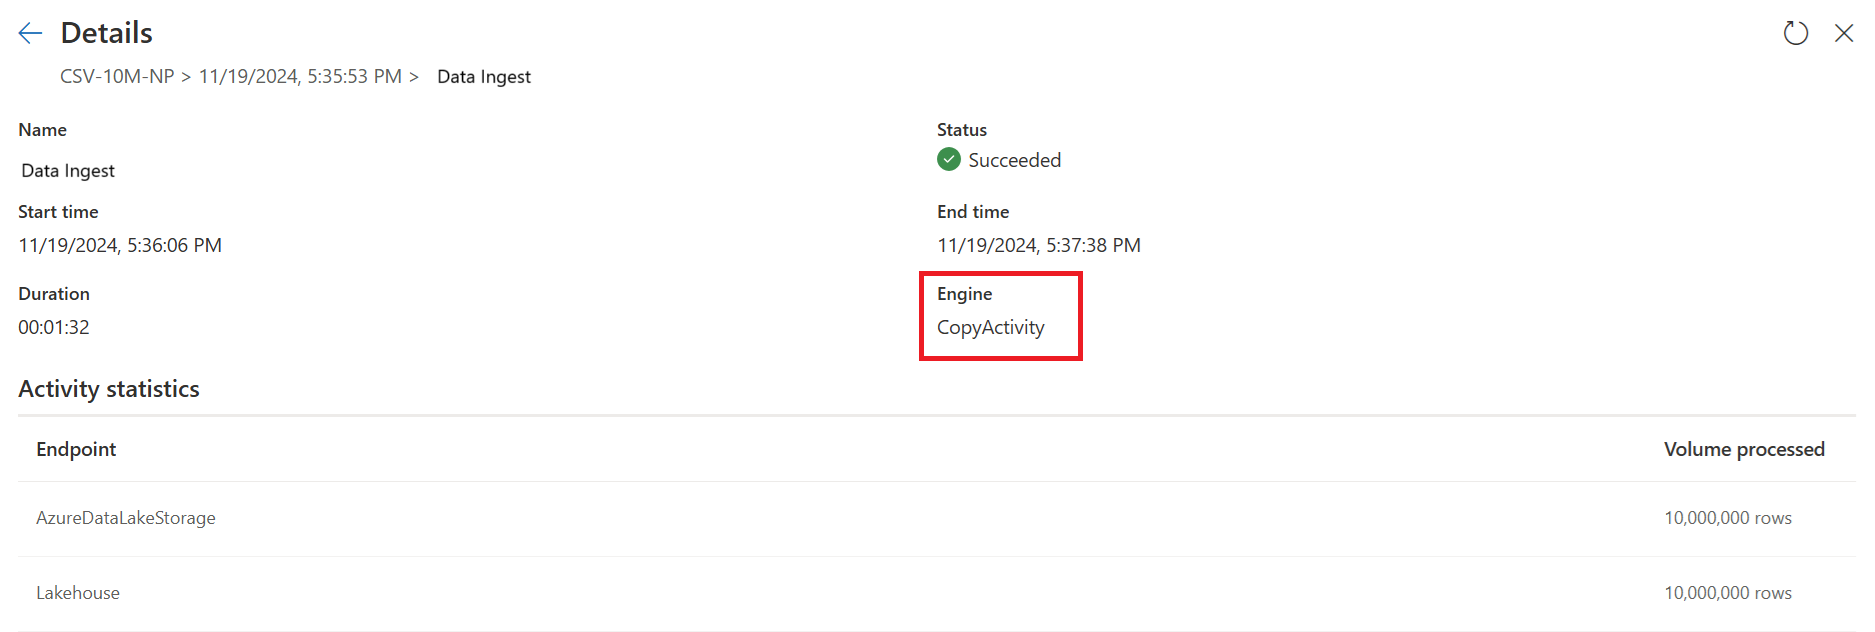 Details
CSV-10M-NP > 11/19/2024, 5:35:53 PM > Data Ingest
Name
Data Ingest
Status
Succeeded
Start time
11/19/2024, 5:36:06 PM
End time
11/19/2024, 5:37:38 PM
Duration
00:01:32
Engine
CopyActivity
Activity statistics
Endpoint Volume processed
AzureDataLakeStorage 10,000,000 rows
Lakehouse 10,000,000 rows